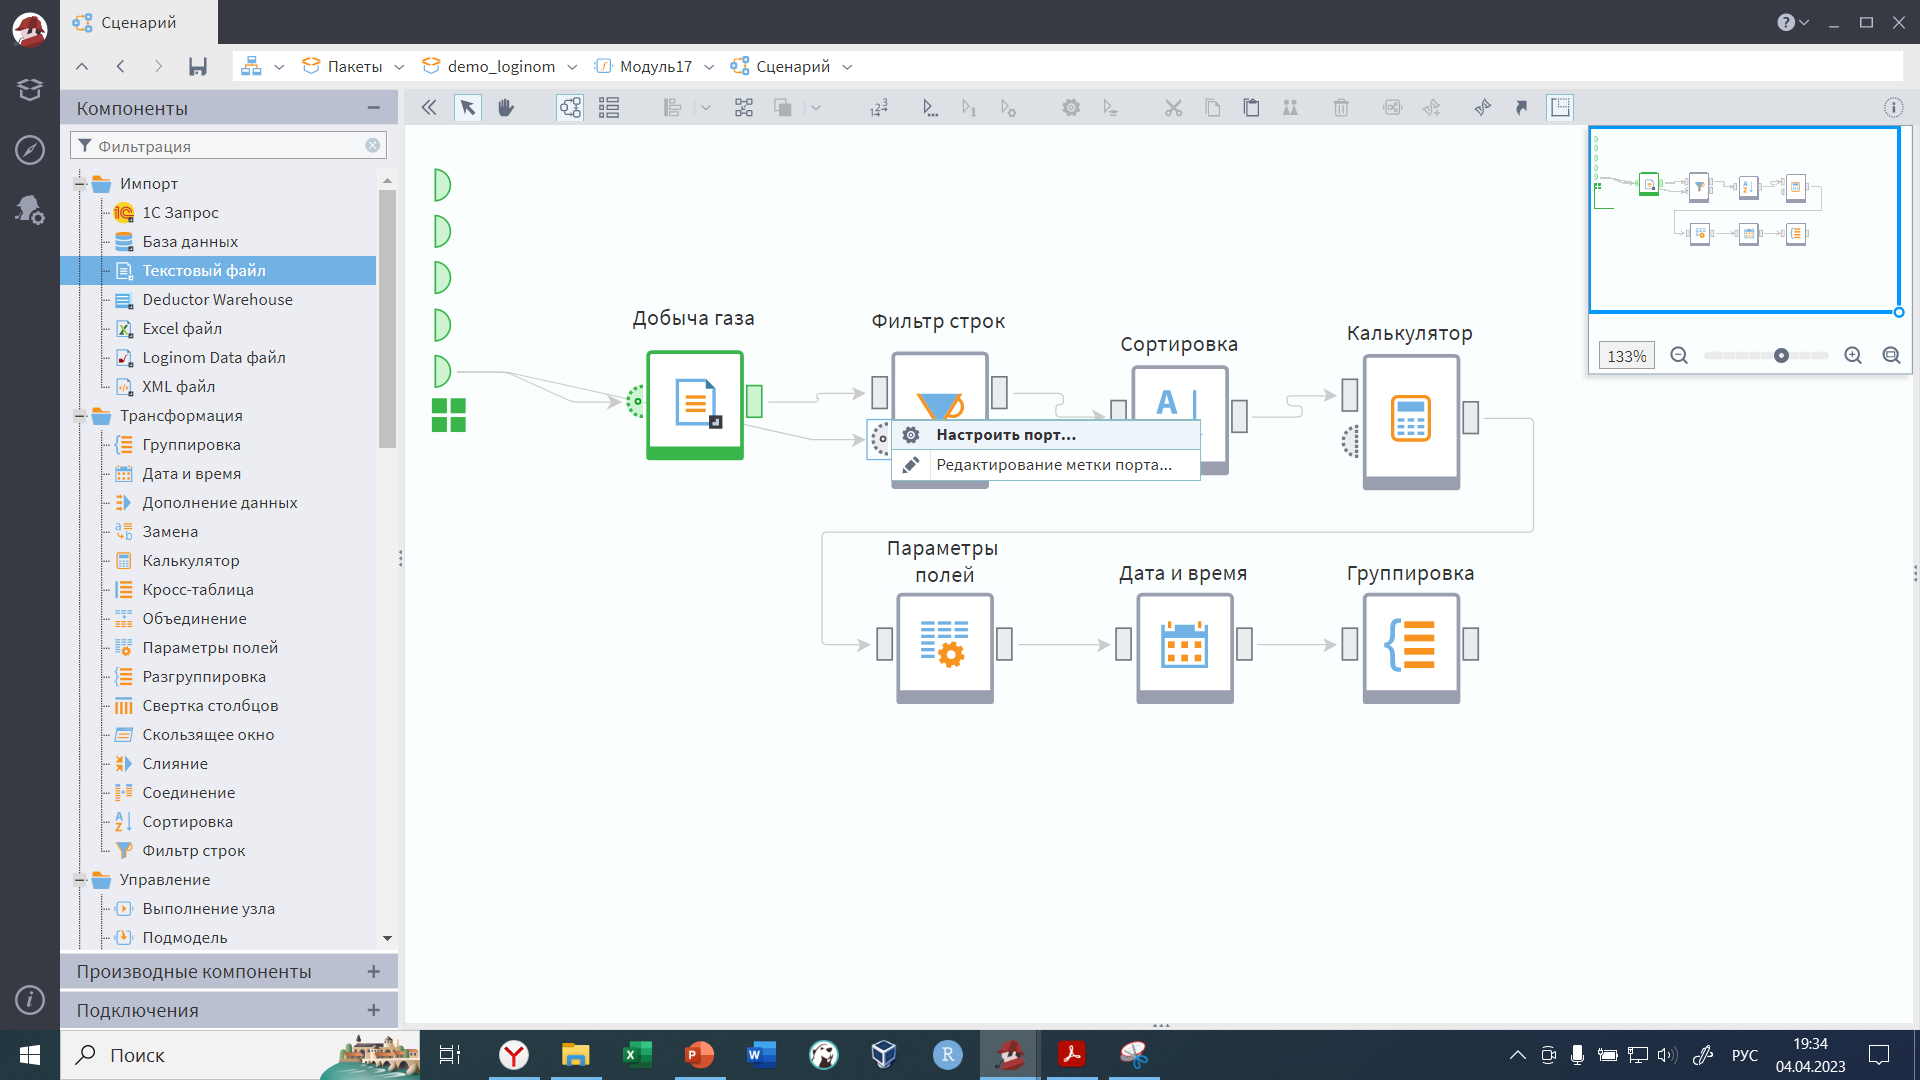 Сценарий
Пакеты
demo_loginom
Модуль17
Сценарий
Компоненты
Фильтрация
Импорт
1С Запрос
База данных
Текстовый файл
Deductor Warehouse
Excel файл
Loginom Data файл
XML файл
Трансформация
Группировка
Дата и время
Дополнение данных
Замена
Калькулятор
Кросс-таблица
Объединение
Параметры полей
Разгруппировка
Свертка столбцов
Скользящее окно
Слияние
Соединение
Сортировка
Фильтр строк
Управление
Выполнение узла
Подмодель
Производные компоненты
Подключения
Добыча газа
Фильтр строк
Сортировка
Калькулятор
Настроить порт...
Редактирование метки порта...
Параметры
полей
Дата и время
Группировка
133%
Поиск
РУС
19:34
04.04.2023